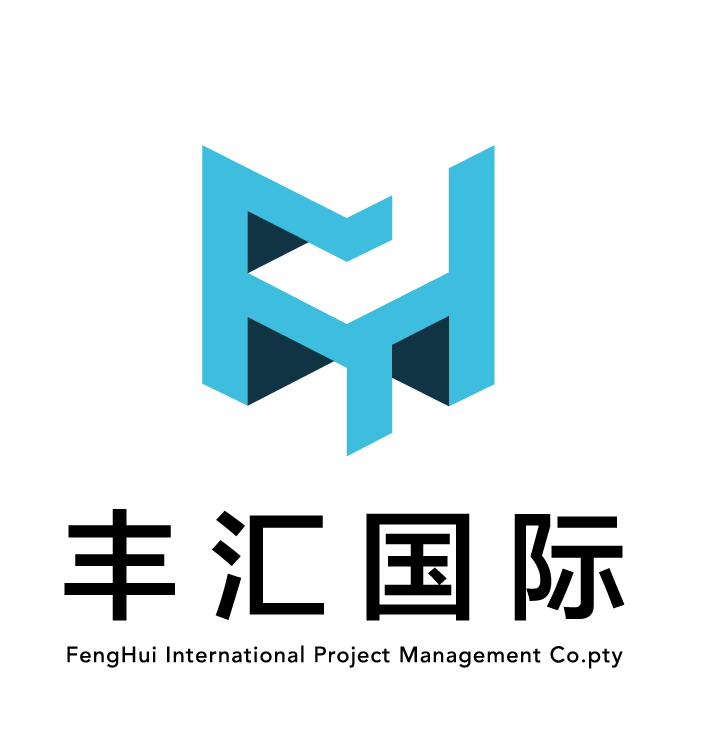 丰汇国际
FengHui International Project Management Co.pty